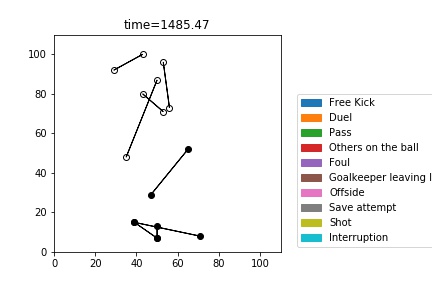 time=1485.47
100
80
60
40
20
0
0 20 40 60 80 100
Free Kick
Duel
Pass
Others on the ball
Foul
Goalkeeper leaving l
Offside
Save attempt
Shot
Interruption